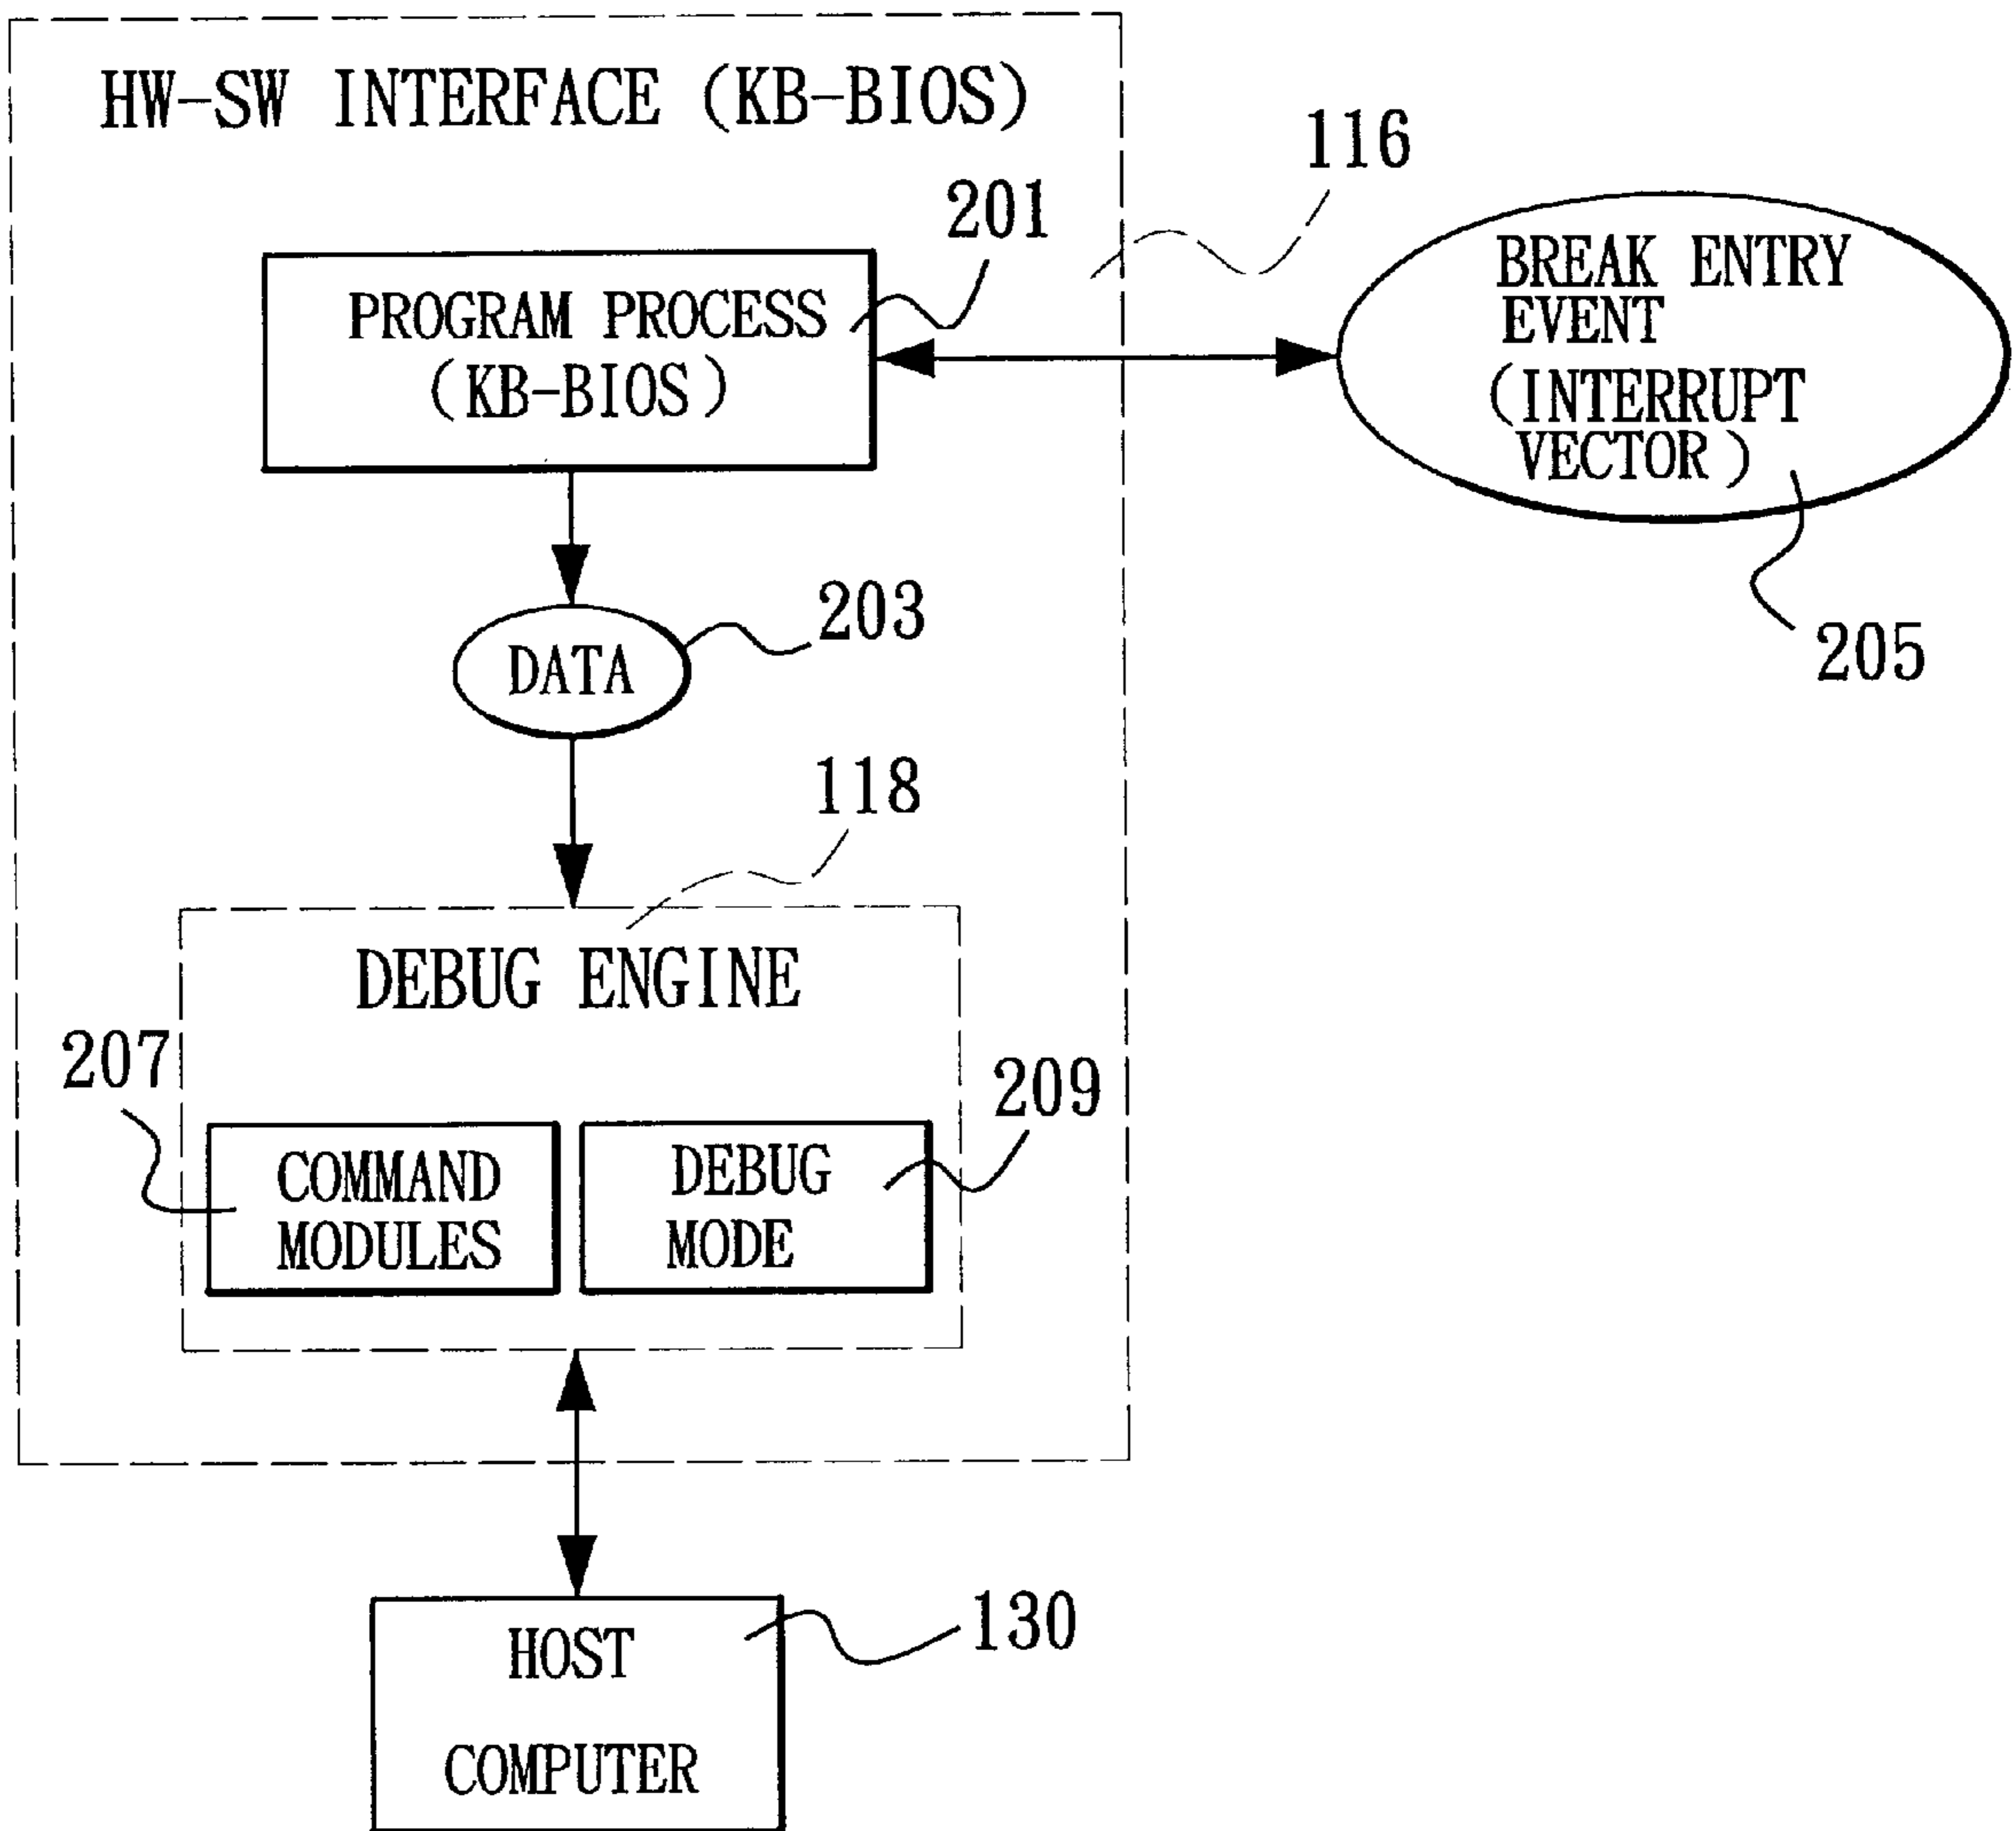 HW-SW INTERFACE (KB-BIOS)
116
201
BREAK ENTRY
EVENT
(INTERRUPT
VECTOR)
PROGRAM PROCESS
(KB-BIOS)
203
205
DATA
118
DEBUG ENGINE
207
209
COMMAND
MODULES
DEBUG
MODE
130
HOST
COMPUTER